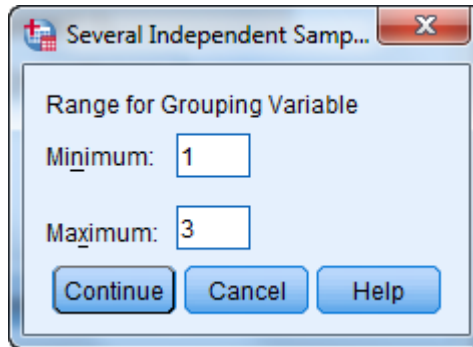 Several Independent Samp...
Range for Grouping Variable
Minimum: 1
Maximum: 3
Continue Cancel Help